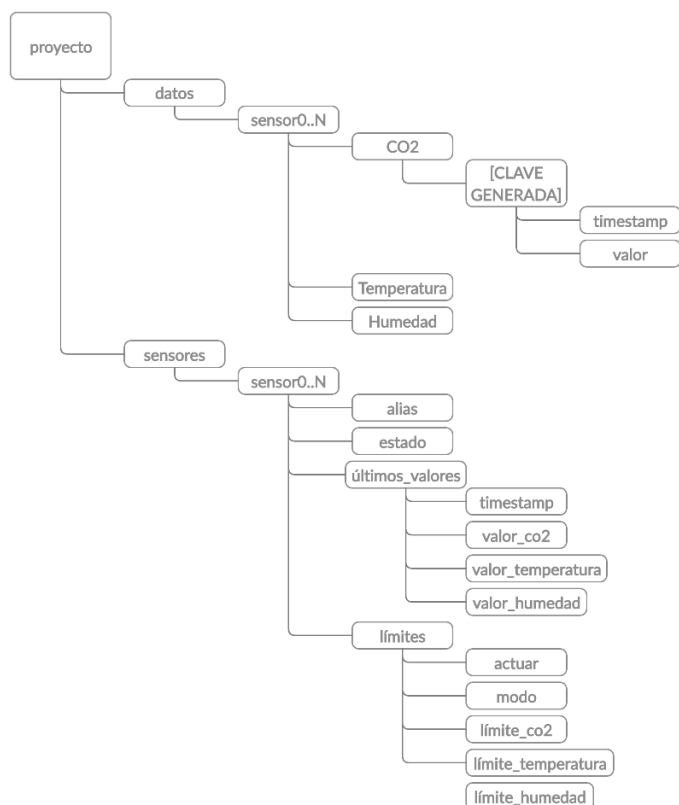 proyecto
datos
sensor0..N
CO2
[CLAVE
GENERADA]
timestamp
valor
Temperatura
Humedad
sensores
sensor0..N
alias
estado
últimos_valores
timestamp
valor_co2
valor_temperatura
valor_humedad
límites
actuar
modo
límite_co2
límite_temperatura
límite_humedad